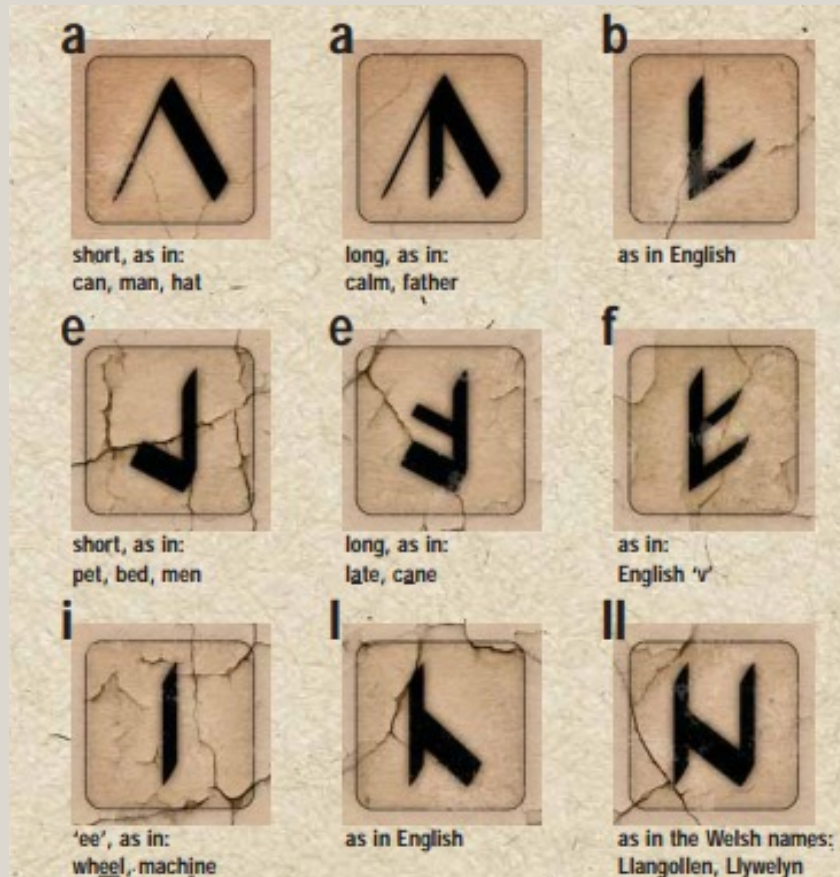 a a b
short, as in: long, as in: as in English
can, man, hat calm, father
e e f
short, as in: long, as in: as in:
pet, bed, men late, cane English ‘v’
i l ll
‘ee’, as in: as in English as in the Welsh names:
wheel, machine Llangollen, Llywelyn